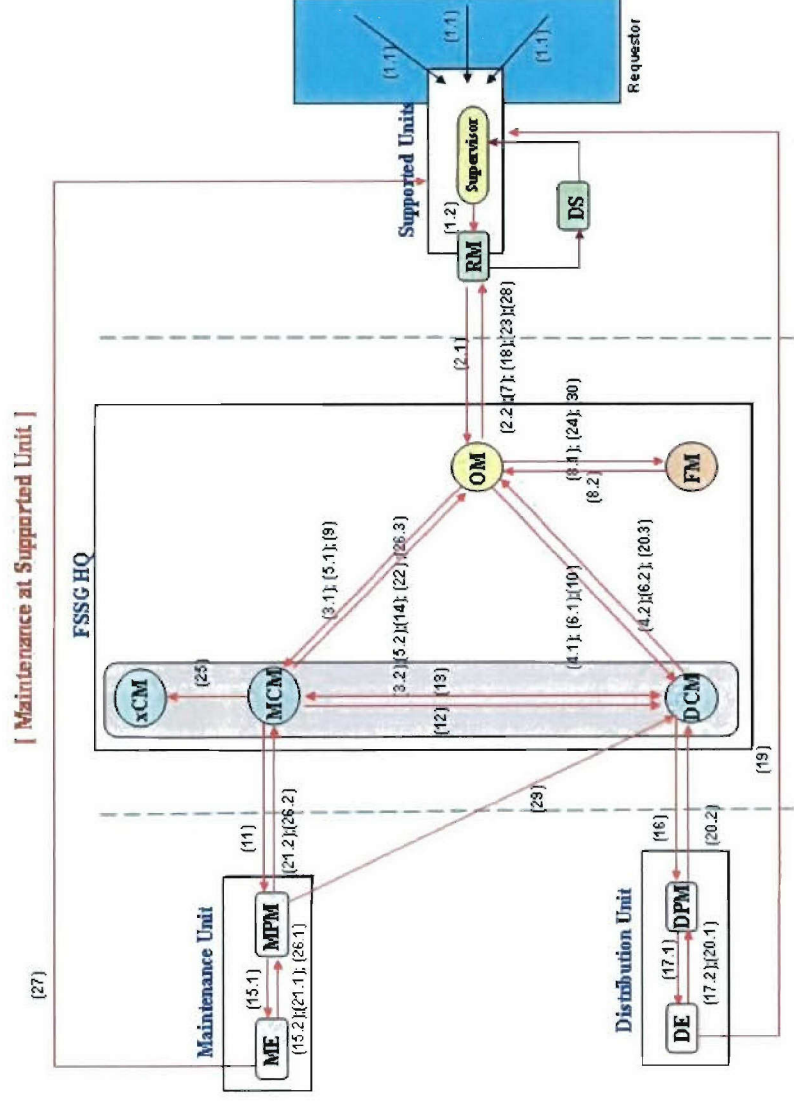 [ Maintenance at Supported Unit ]
(27)
Maintenance Unit
ME
MPM
(15.1)
(15.2);(21.1); (26.1)
(11)
(21.2);(26.2)
FSSG HQ
xCM
(25)
MCM
(12)
(13)
DCM
(3.1); (5.1); (9)
(3.2);(5.2);(14); (22);(26.3)
(4.1); (6.1);(10)
(4.2);(6.2); (20.3)
OM
(8.1); (24); (30)
(8.2)
FM
(29)
(19)
(16)
(20.2)
Distribution Unit
DE
DPM
(17.1)
(17.2);(20.1)
(2.1)
(2.2);(7); (18);(23);(28)
Supported Units
RM
(1.2)
Supervisor
DS
(1.1)
(1.1)
(1.1)
Requestor